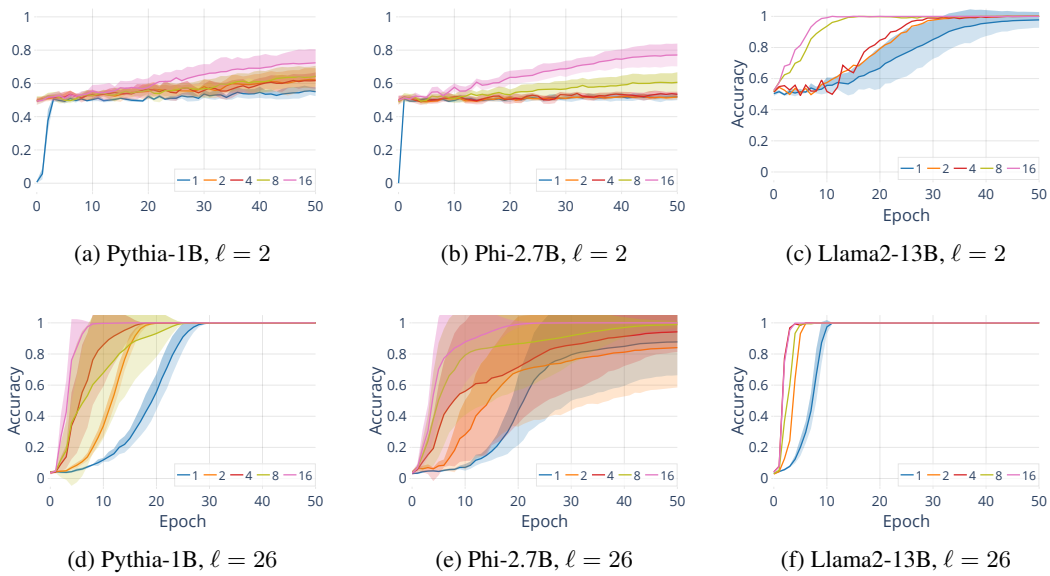 1
0.8
0.6
0.4
0.2
0
0 10 20 30 40 50
1 2 4 8 16
(a) Pythia-1B, ℓ = 2
1
0.8
0.6
0.4
0.2
0
0 10 20 30 40 50
1 2 4 8 16
(b) Phi-2.7B, ℓ = 2
Accuracy
1
0.8
0.6
0.4
0.2
0
0 10 20 30 40 50
Epoch
1 2 4 8 16
(c) Llama2-13B, ℓ = 2
Accuracy
1
0.8
0.6
0.4
0.2
0
0 10 20 30 40 50
Epoch
1 2 4 8 16
(d) Pythia-1B, ℓ = 26
Accuracy
1
0.8
0.6
0.4
0.2
0
0 10 20 30 40 50
Epoch
1 2 4 8 16
(e) Phi-2.7B, ℓ = 26
Accuracy
1
0.8
0.6
0.4
0.2
0
0 10 20 30 40 50
Epoch
1 2 4 8 16
(f) Llama2-13B, ℓ = 26